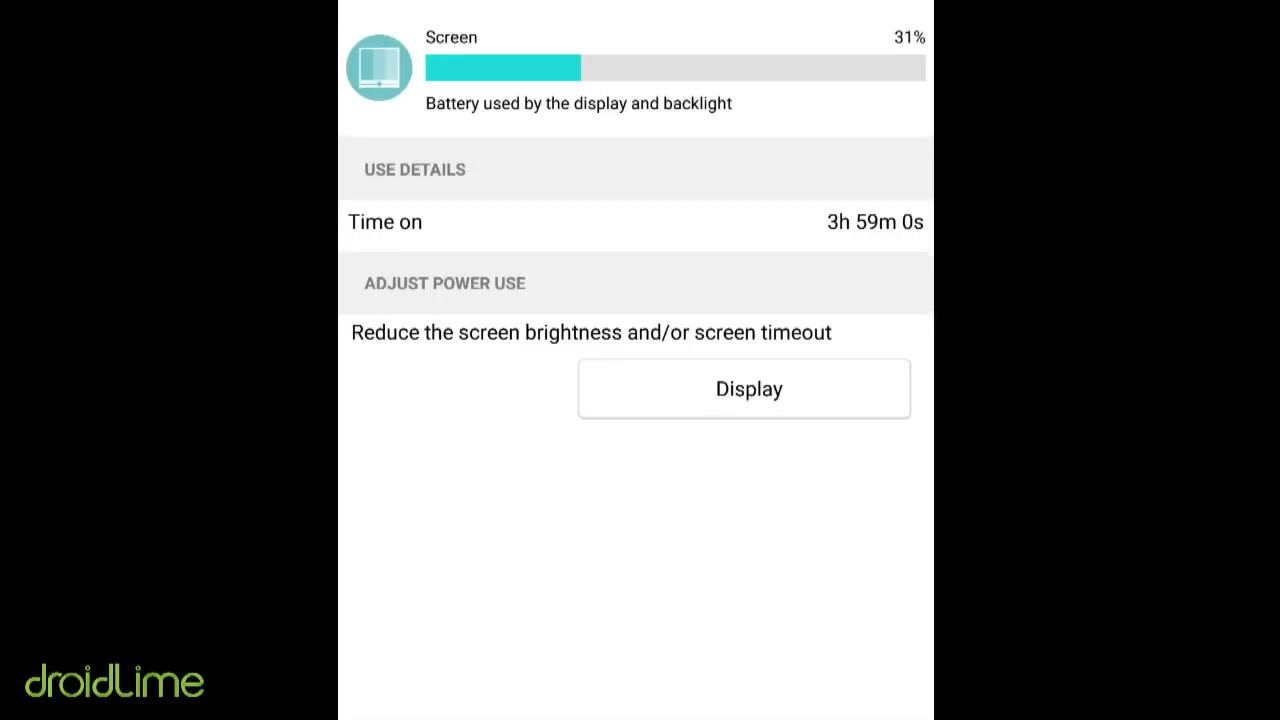 Screen 31%
Battery used by the display and backlight
USE DETAILS
Time on 3h 59m 0s
ADJUST POWER USE
Reduce the screen brightness and/or screen timeout
Display
droidLime